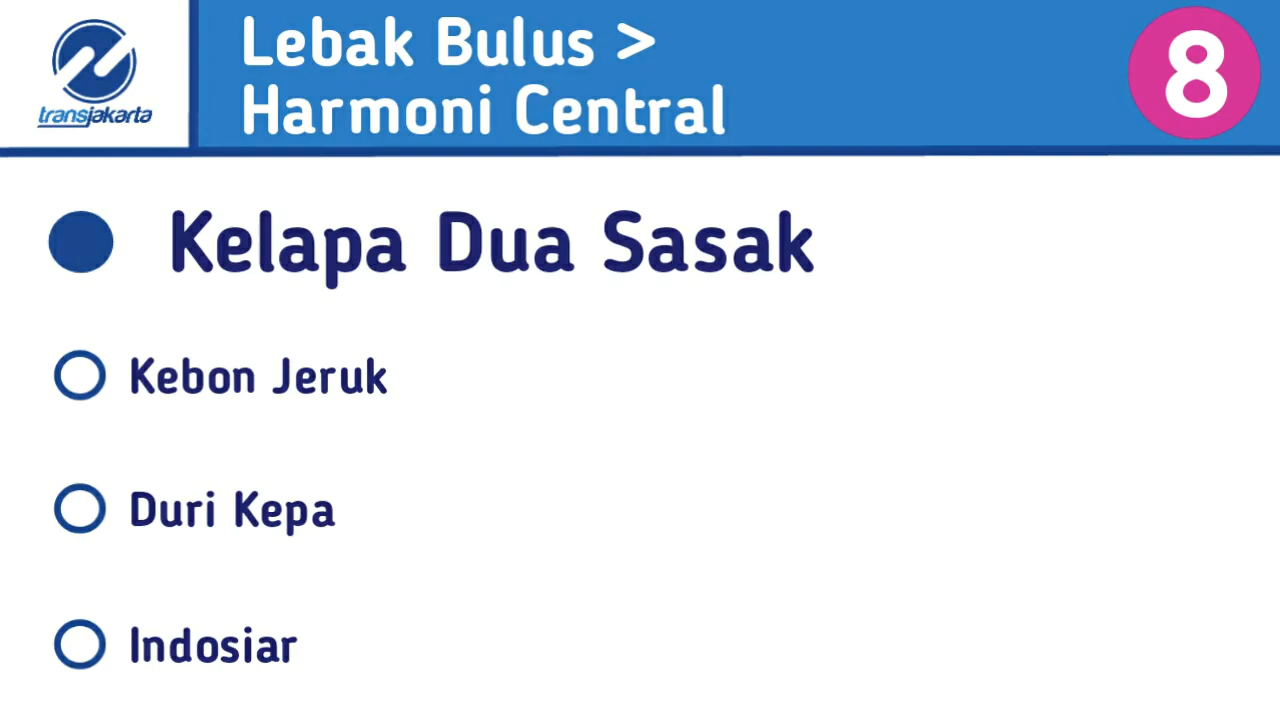 transjakarta
Lebak Bulus >
Harmoni Central
8
Kelapa Dua Sasak
Kebon Jeruk
Duri Kepa
Indosiar